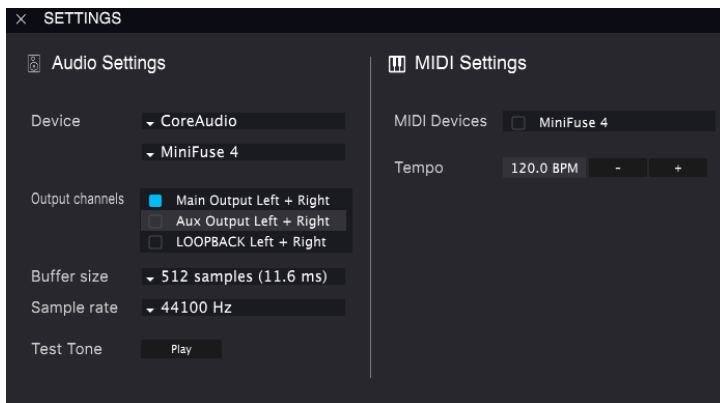 × SETTINGS
Audio Settings
Device
CoreAudio
MiniFuse 4
Output channels
Main Output Left + Right
Aux Output Left + Right
LOOPBACK Left + Right
Buffer size
512 samples (11.6 ms)
Sample rate
44100 Hz
Test Tone
Play
MIDI Settings
MIDI Devices
MiniFuse 4
Tempo
120.0 BPM
-
+